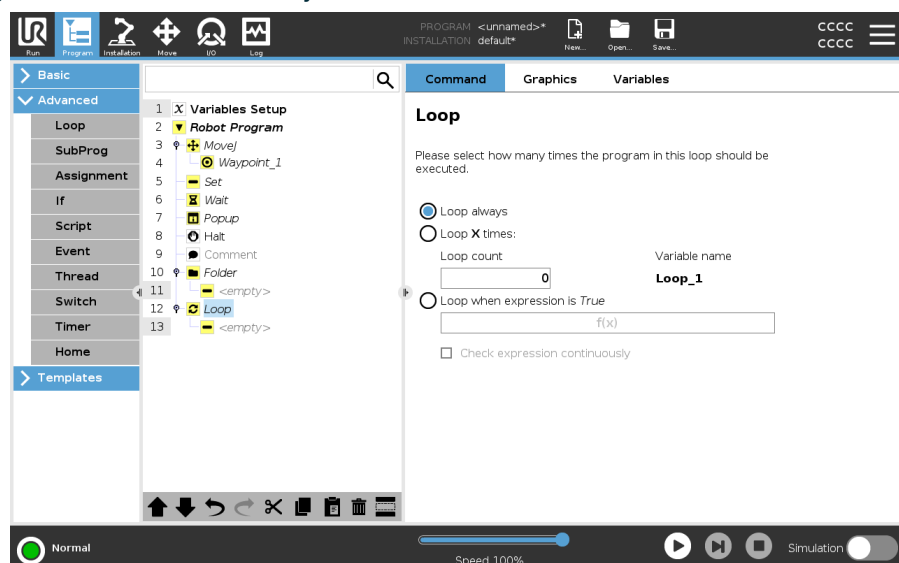 PROGRAM <unnamed>*
INSTALLATION default*
CCCC
CCCC
UR
Run
Program
Installation
Move
I/O
Log
New...
Open...
Save...
Basic
Advanced
Loop
SubProg
Assignment
If
Script
Event
Thread
Switch
Timer
Home
Templates
1 X Variables Setup
2 Robot Program
3 MoveJ
4 Waypoint_1
5 Set
6 Wait
7 Popup
8 Halt
9 Comment
10 Folder
11 <empty>
12 Loop
13 <empty>
Command Graphics Variables
Loop
Please select how many times the program in this loop should be
executed.
Loop always
Loop X times:
Loop count Variable name
0 Loop_1
Loop when expression is True
f(x)
Check expression continuously
Normal
Speed 100%
Simulation